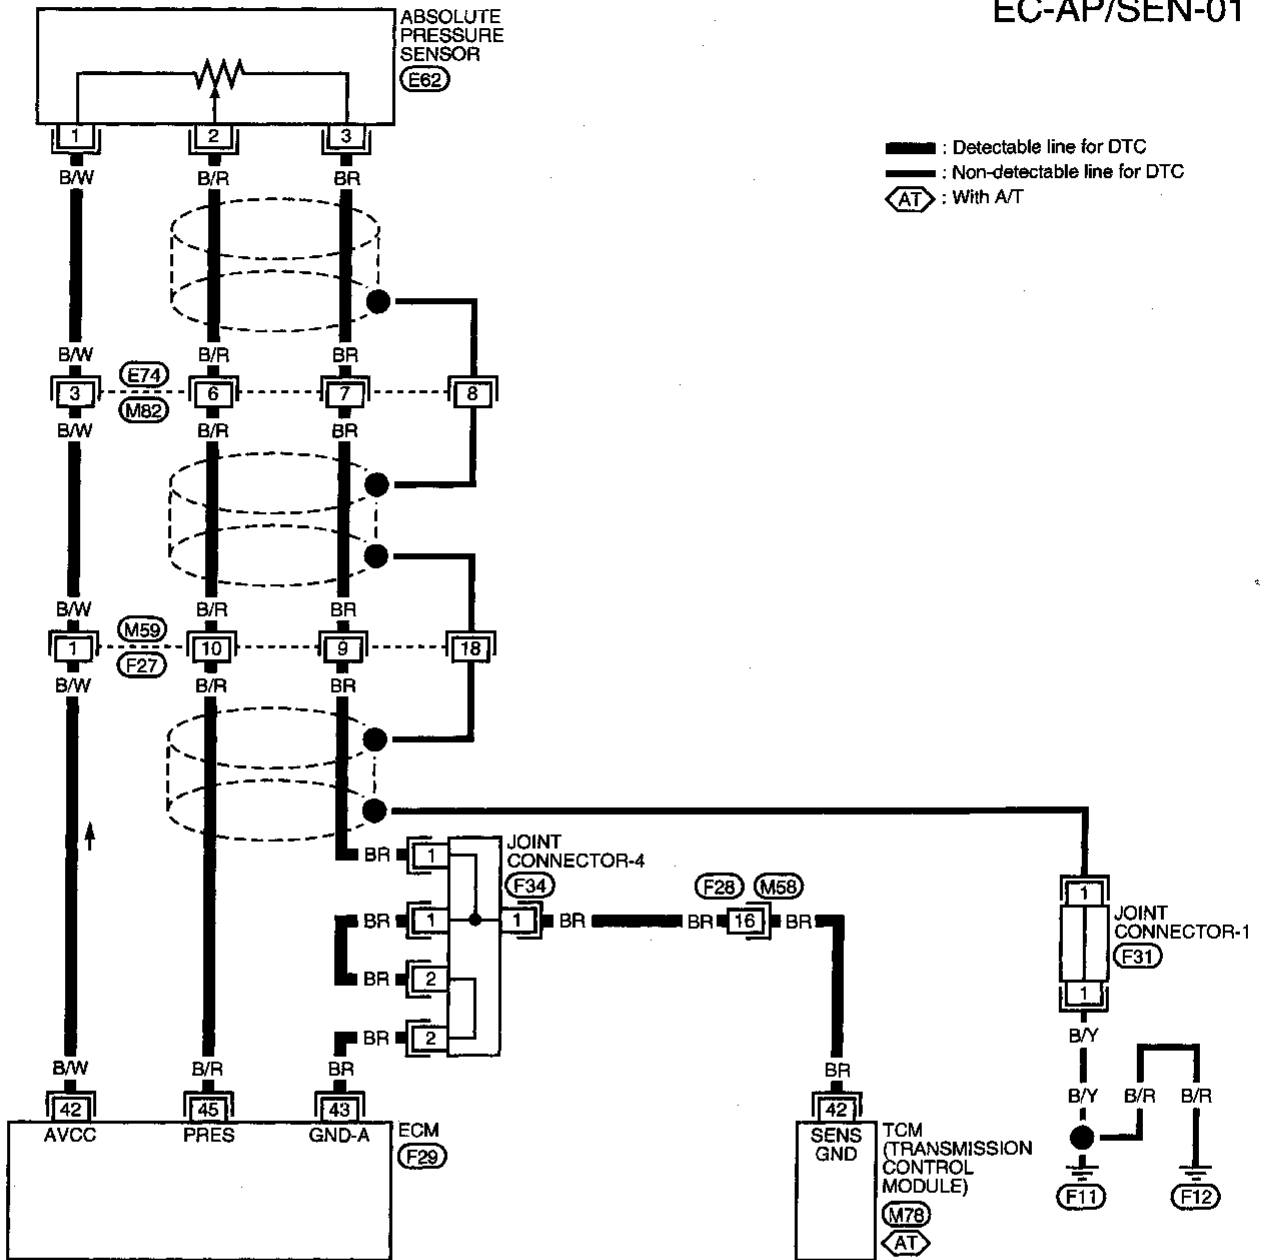 EC-AP/SEN-01
ABSOLUTE
PRESSURE
SENSOR
E62
1 2 3
B/W B/R BR
: Detectable line for DTC
: Non-detectable line for DTC
AT : With A/T
B/W B/R BR
E74
3 6 7 8
M82
B/W B/R BR
B/W B/R BR
M59
1 10 9 18
F27
B/W B/R BR
JOINT
CONNECTOR-4
F34
BR 1
BR 1
1 BR BR 16 BR
F28 M58
BR 2
BR 2
1
JOINT
CONNECTOR-1
F31
1
B/Y
B/Y B/R B/R
F11 F12
B/W B/R BR
42 45 43
AVCC PRES GND-A
ECM
F29
BR
42
SENS
GND
TCM
(TRANSMISSION
CONTROL
MODULE)
M78
AT